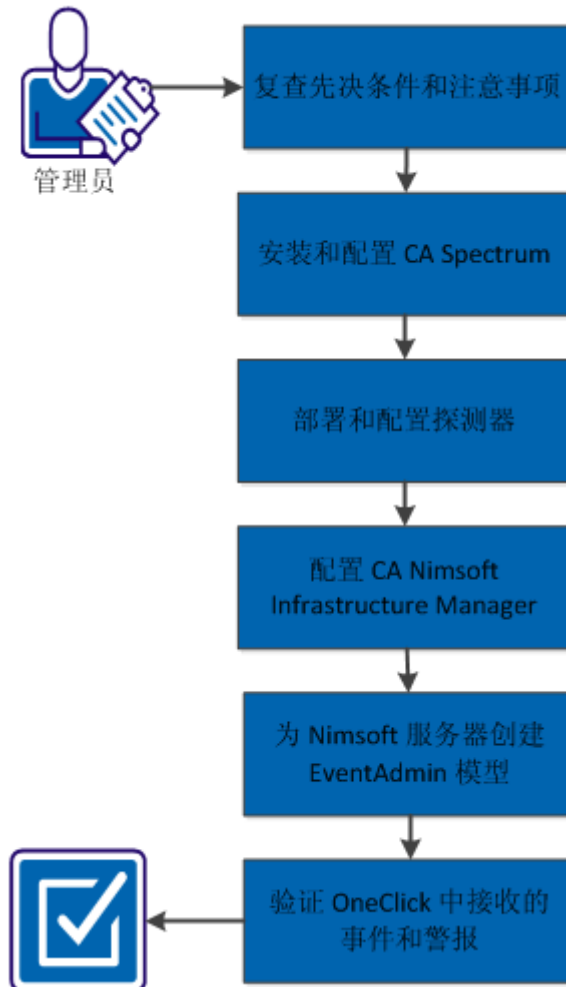 复查先决条件和注意事项
管理员
安装和配置 CA Spectrum
部署和配置探测器
配置 CA Nimsoft
Infrastructure Manager
为 Nimsoft 服务器创建
EventAdmin 模型
验证 OneClick 中接收的
事件和警报